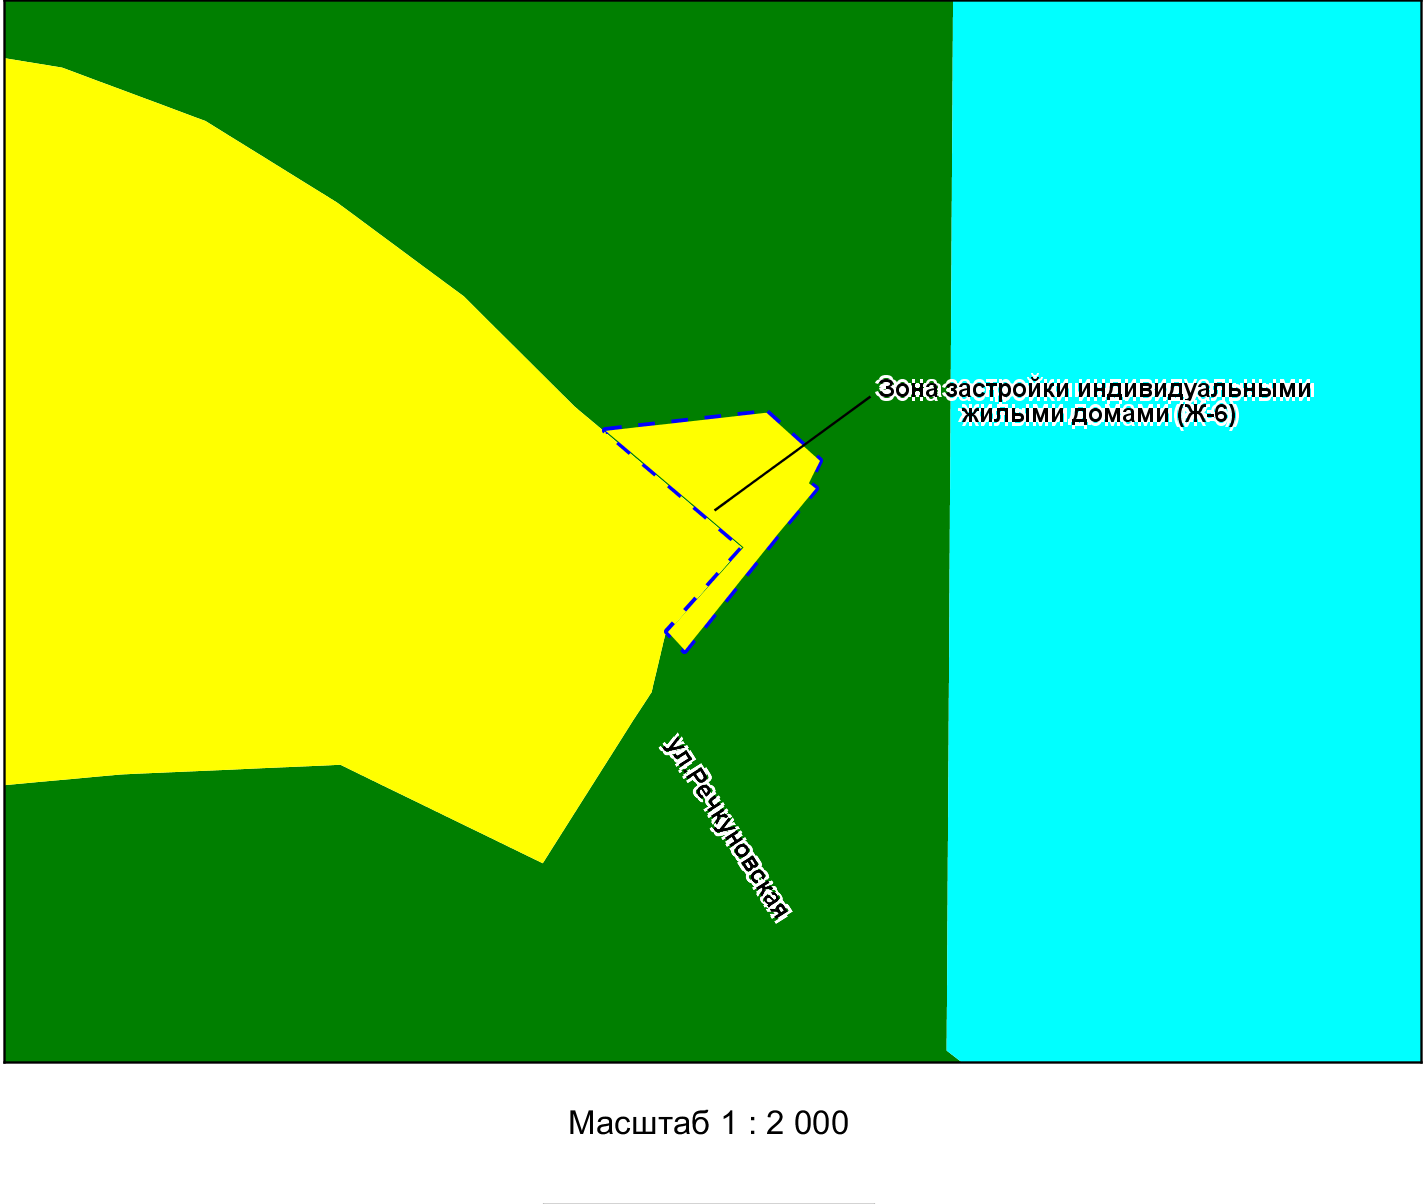 Зона застройки индивидуальными
жилыми домами (Ж-6)
ул.Речкуновская
Масштаб 1 : 2 000